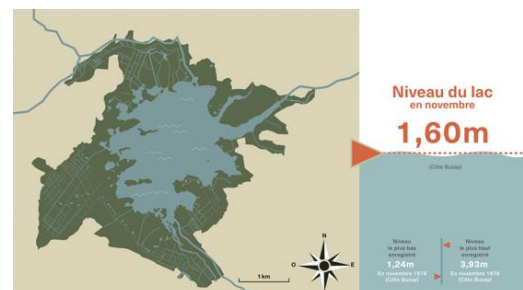 Niveau du lac
en novembre
1,60m
(Côte Buzay)
N
O
E
S
1 km
Niveau
le plus bas
enregistré
1,24m
En novembre 1976
(Côte Buzay)
Niveau
le plus haut
enregistré
3,93m
En novembre 1976
(Côte Buzay)